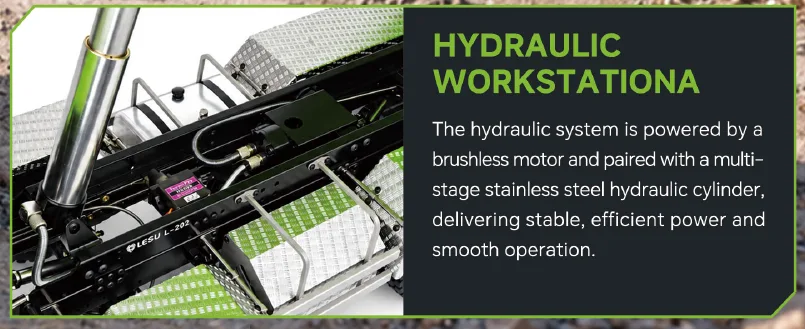 HYDRAULIC
WORKSTATIONA
The hydraulic system is powered by a
brushless motor and paired with a multi-
stage stainless steel hydraulic cylinder,
delivering stable, efficient power and
smooth operation.
LESU L-202